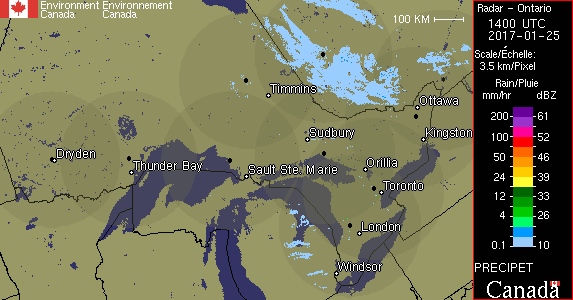 Environment Environnement
Canada Canada
100 KM
Timmins
Ottawa
Sudbury
Kingston
Dryden
Thunder Bay
Sault Ste. Marie
Orillia
Toronto
London
Windsor
Radar - Ontario
1400 UTC
2017-01-25
Scale/Échelle:
3.5 km/Pixel
Rain/Pluie
mm/hr dBZ
200 61
100 52
50 46
24 39
12 33
4 26
0.1 10
PRECIPET
Canada